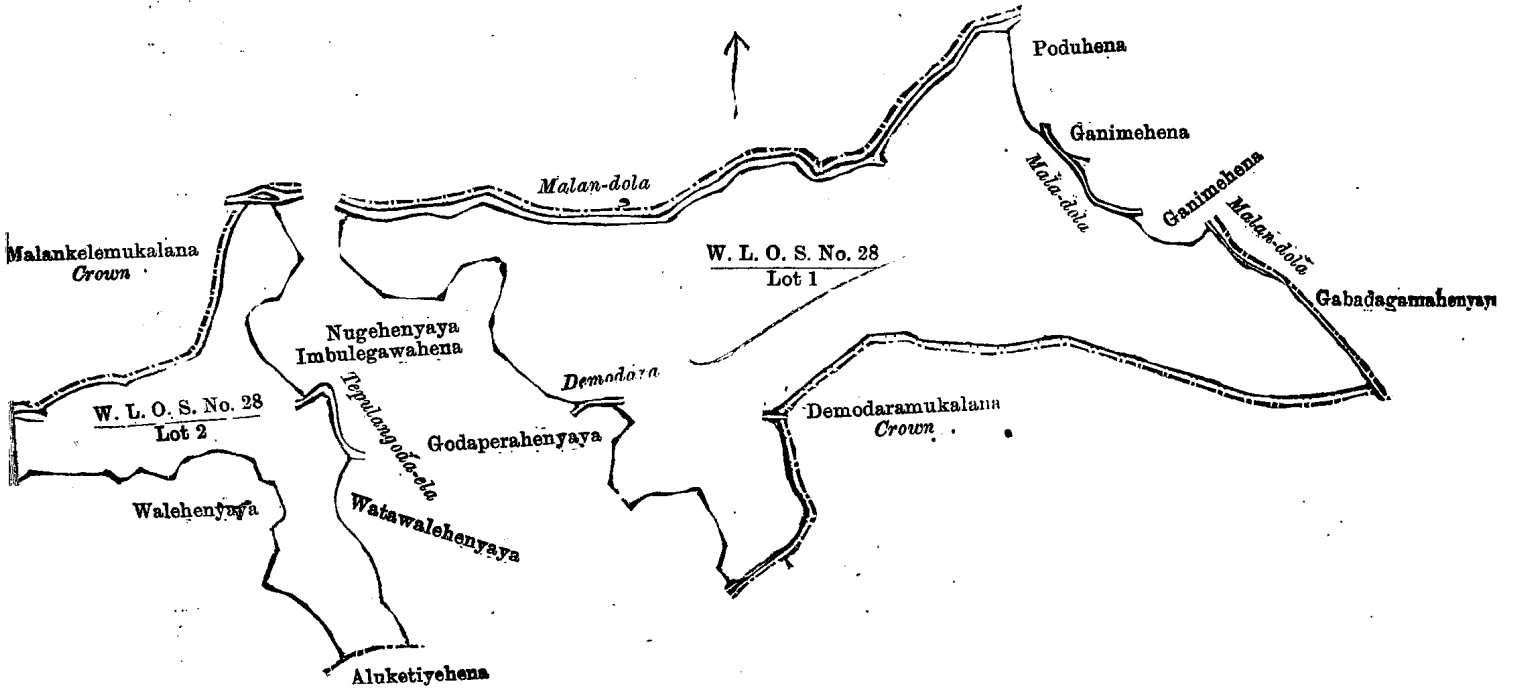 Poduhena
Ganimehena
Malan-dola
Mala-dola
Ganimehena
Malan-dola
Malankelemukalana
Crown
W. L. O. S. No. 28
Lot 1
Gabadagamahenyaya
Nugehenyaya
Imbulegawahena
Demodara
Tepulangoda-ela
W. L. O. S. No. 28
Lot 2
Demodaramukalana
Crown
Godaperahenyaya
Walehenyaya
Watawalehenyaya
Aluketiyehena